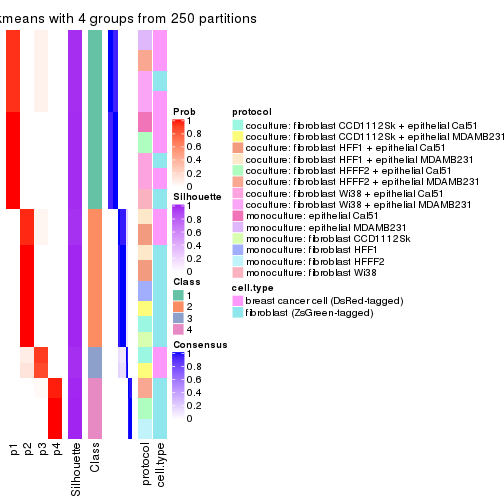 kmeans with 4 groups from 250 partitions
Prob
1
0.8
0.6
0.4
0.2
0
Silhouette
1
0.8
0.6
0.4
0.2
0
Class
1
2
3
4
Consensus
1
0.8
0.6
0.4
0.2
0
protocol
coculture: fibroblast CCD1112Sk + epithelial Cal51
coculture: fibroblast CCD1112Sk + epithelial MDAMB231
coculture: fibroblast HFF1 + epithelial Cal51
coculture: fibroblast HFF1 + epithelial MDAMB231
coculture: fibroblast HFFF2 + epithelial Cal51
coculture: fibroblast HFFF2 + epithelial MDAMB231
coculture: fibroblast Wi38 + epithelial Cal51
coculture: fibroblast Wi38 + epithelial MDAMB231
monoculture: epithelial Cal51
monoculture: epithelial MDAMB231
monoculture: fibroblast CCD1112Sk
monoculture: fibroblast HFF1
monoculture: fibroblast HFFF2
monoculture: fibroblast Wi38
cell.type
breast cancer cell (DsRed-tagged)
fibroblast (ZsGreen-tagged)
p1
p2
p3
p4
Silhouette
Class
protocol
cell.type